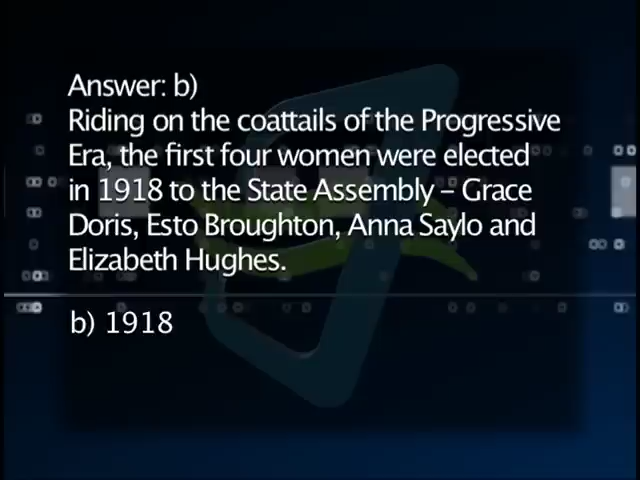 Answer: b)
Riding on the coattails of the Progressive
Era, the first four women were elected
in 1918 to the State Assembly – Grace
Doris, Esto Broughton, Anna Saylo and
Elizabeth Hughes.
b) 1918